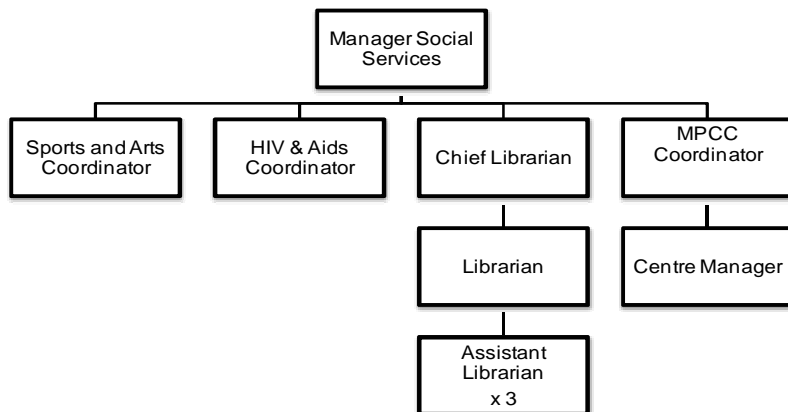 Manager Social
Services
Sports and Arts
Coordinator
HIV & Aids
Coordinator
Chief Librarian
MPCC
Coordinator
Librarian
Centre Manager
Assistant
Librarian
x 3